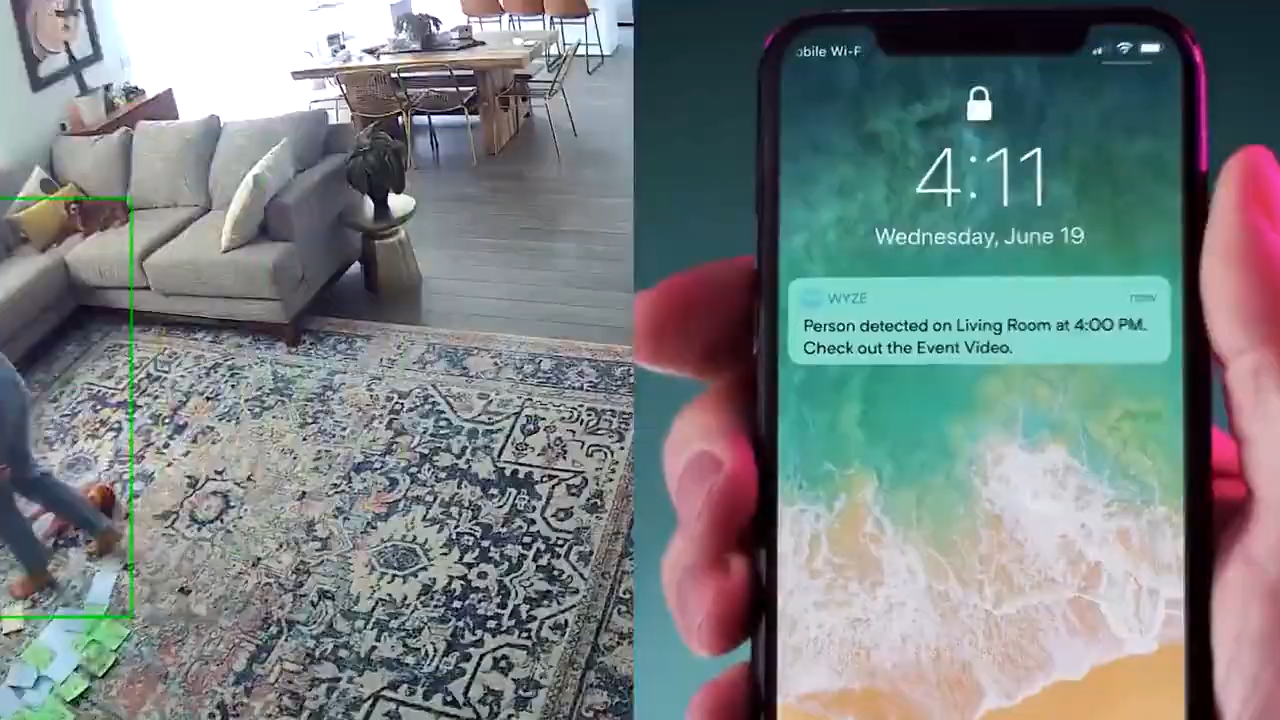 obile Wi-F
4:11
Wednesday, June 19
WYZE
now
Person detected on Living Room at 4:00 PM.
Check out the Event Video.